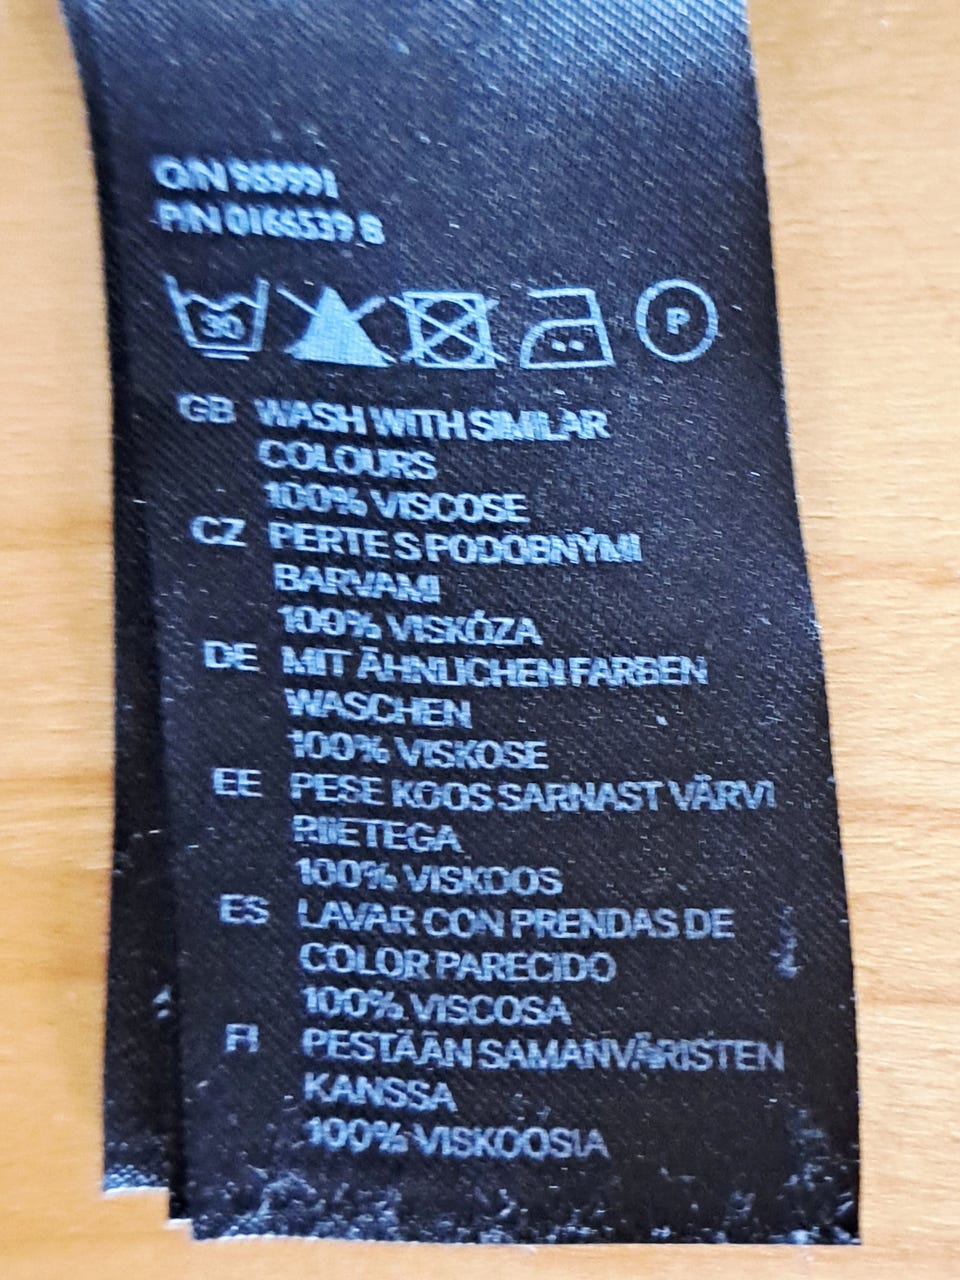 O/N 969991
P/N 0166539 B
30 P
GB WASH WITH SIMILAR
COLOURS
100% VISCOSE
CZ PERTE S PODOBNÝMI
BARVAMI
100% VISKÓZA
DE MIT ÄHNLICHEN FARBEN
WASCHEN
100% VISKOSE
EE PESE KOOS SARNAST VÄRVI
RIIETEGA
100% VISKOOS
ES LAVAR CON PRENDAS DE
COLOR PARECIDO
100% VISCOSA
FI PESTÄÄN SAMANVÄRISTEN
KANSSA
100% VISKOOSIA